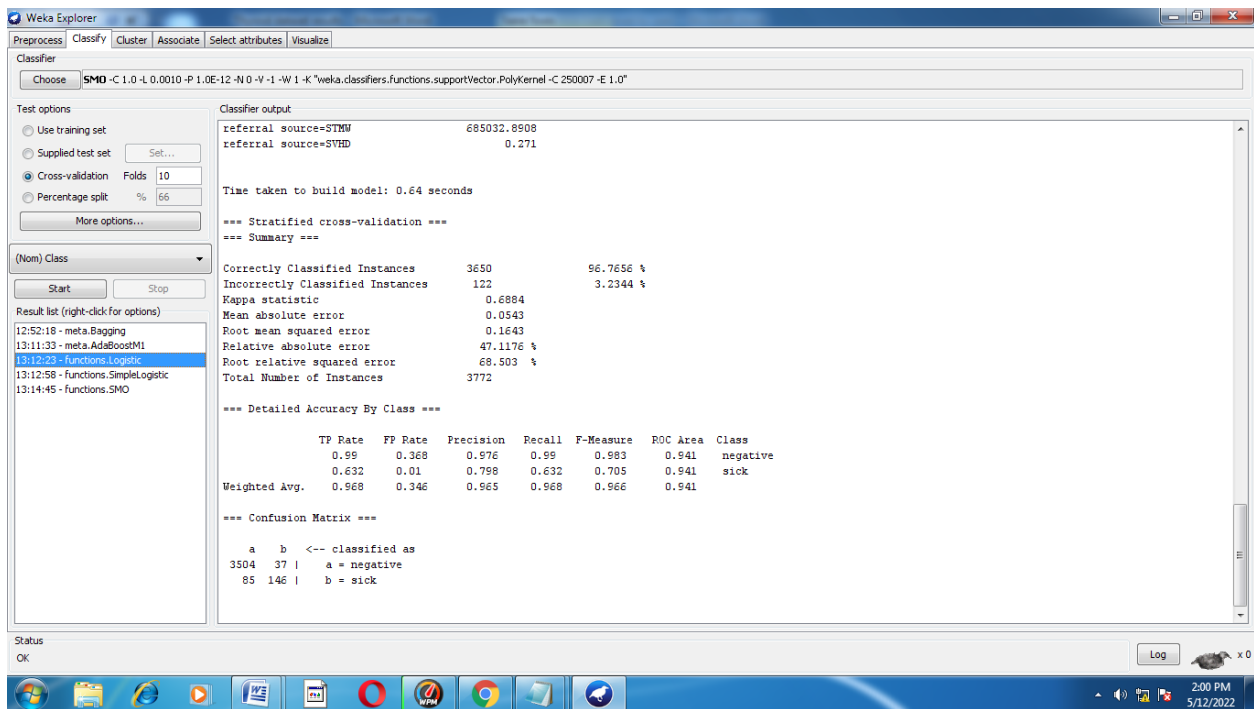 Weka Explorer
Preprocess Classify Cluster Associate Select attributes Visualize
Classifier
Choose SMO -C 1.0 -L 0.0010 -P 1.0E-12 -N 0 -V -1 -W 1 -K "weka.classifiers.functions.supportVector.PolyKernel -C 250007 -E 1.0"
Test options
Use training set
Supplied test set Set...
Cross-validation Folds 10
Percentage split % 66
More options...
(Nom) Class
Start Stop
Result list (right-click for options)
12:52:18 - meta.Bagging
13:11:33 - meta.AdaBoostM1
13:12:23 - functions.Logistic
13:12:58 - functions.SimpleLogistic
13:14:45 - functions.SMO
Classifier output
referral source=STMW 685032.8908
referral source=SVHD 0.271
Time taken to build model: 0.64 seconds
=== Stratified cross-validation ===
=== Summary ===
Correctly Classified Instances 3650 96.7656 %
Incorrectly Classified Instances 122 3.2344 %
Kappa statistic 0.6884
Mean absolute error 0.0543
Root mean squared error 0.1643
Relative absolute error 47.1176 %
Root relative squared error 68.503 %
Total Number of Instances 3772
=== Detailed Accuracy By Class ===
TP Rate FP Rate Precision Recall F-Measure ROC Area Class
0.99 0.368 0.976 0.99 0.983 0.941 negative
0.632 0.01 0.798 0.632 0.705 0.941 sick
Weighted Avg. 0.968 0.346 0.965 0.968 0.966 0.941
=== Confusion Matrix ===
a b <-- classified as
3504 37 | a = negative
85 146 | b = sick
Status
OK
Log x 0
WPM
2:00 PM
5/12/2022